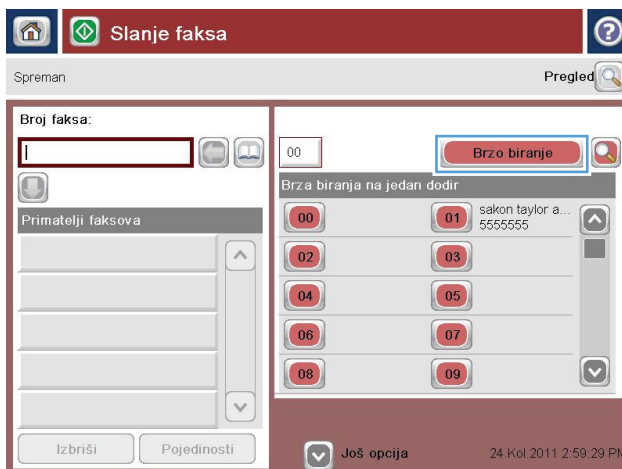 Slanje faksa
Spreman
Pregled
Broj faksa:
00
Brzo biranje
Brza biranja na jedan dodir
Primatelji faksova
00
01
sakon taylor a...
5555555
02
03
04
05
06
07
08
09
Izbriši
Pojedinosti
Još opcija
24.Kol.2011 2:59:29 PM